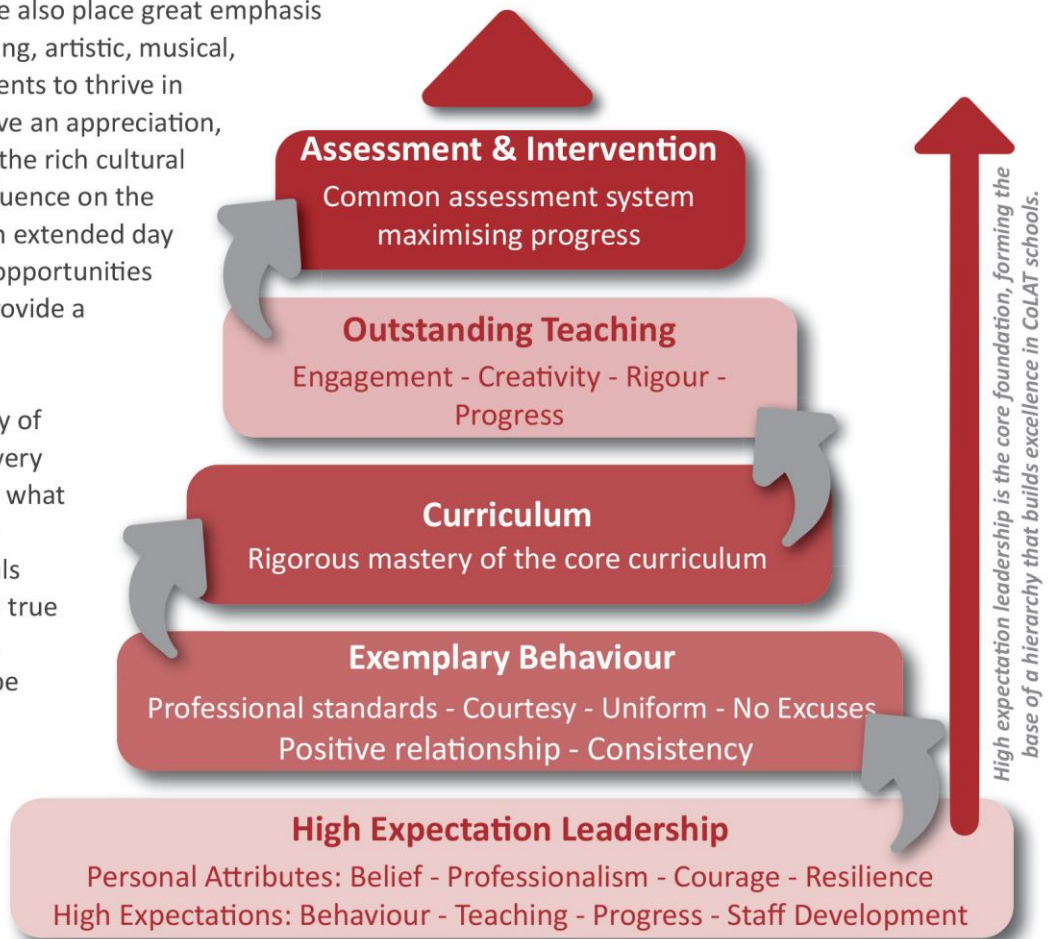 e also place great emphasis
ing, artistic, musical,
ents to thrive in
ve an appreciation,
the rich cultural
uence on the
n extended day
opportunities
rovide a
y of
very
what
ls
true
be
Assessment & Intervention
Common assessment system
maximising progress
Outstanding Teaching
Engagement - Creativity - Rigour -
Progress
Curriculum
Rigorous mastery of the core curriculum
Exemplary Behaviour
Professional standards - Courtesy - Uniform - No Excuses
Positive relationship - Consistency
High Expectation Leadership
Personal Attributes: Belief - Professionalism - Courage - Resilience
High Expectations: Behaviour - Teaching - Progress - Staff Development
High expectation leadership is the core foundation, forming the
base of a hierarchy that builds excellence in CoLAT schools.